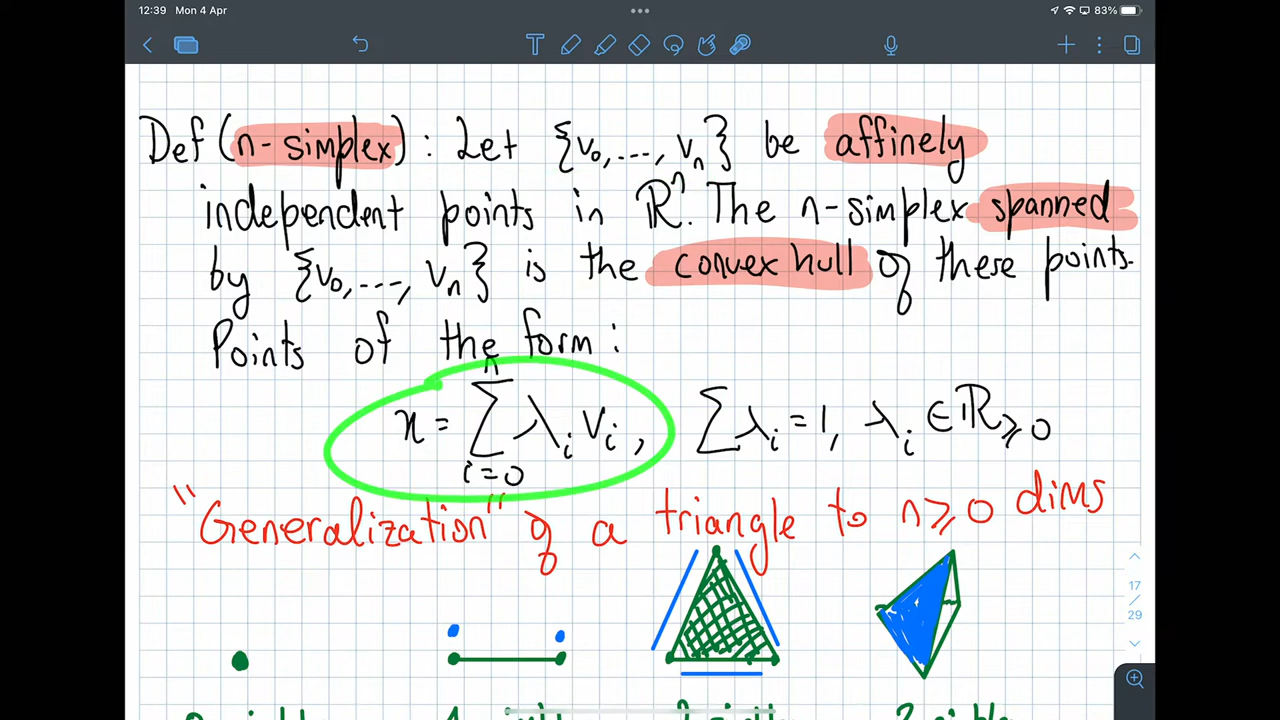 12:39 Mon 4 Apr
83%
Def (n-simplex) : Let {v₀,..., vₙ} be affinely
independent points in ℝⁿ. The n-simplex spanned
by {v₀,..., vₙ} is the convex hull of these points.
Points of the form :
x = ∑ᵢ₌₀ⁿ λᵢ vᵢ, ∑λᵢ = 1, λᵢ ∈ ℝ≥0
"Generalization" of a triangle to n≥0 dims
17
/
29